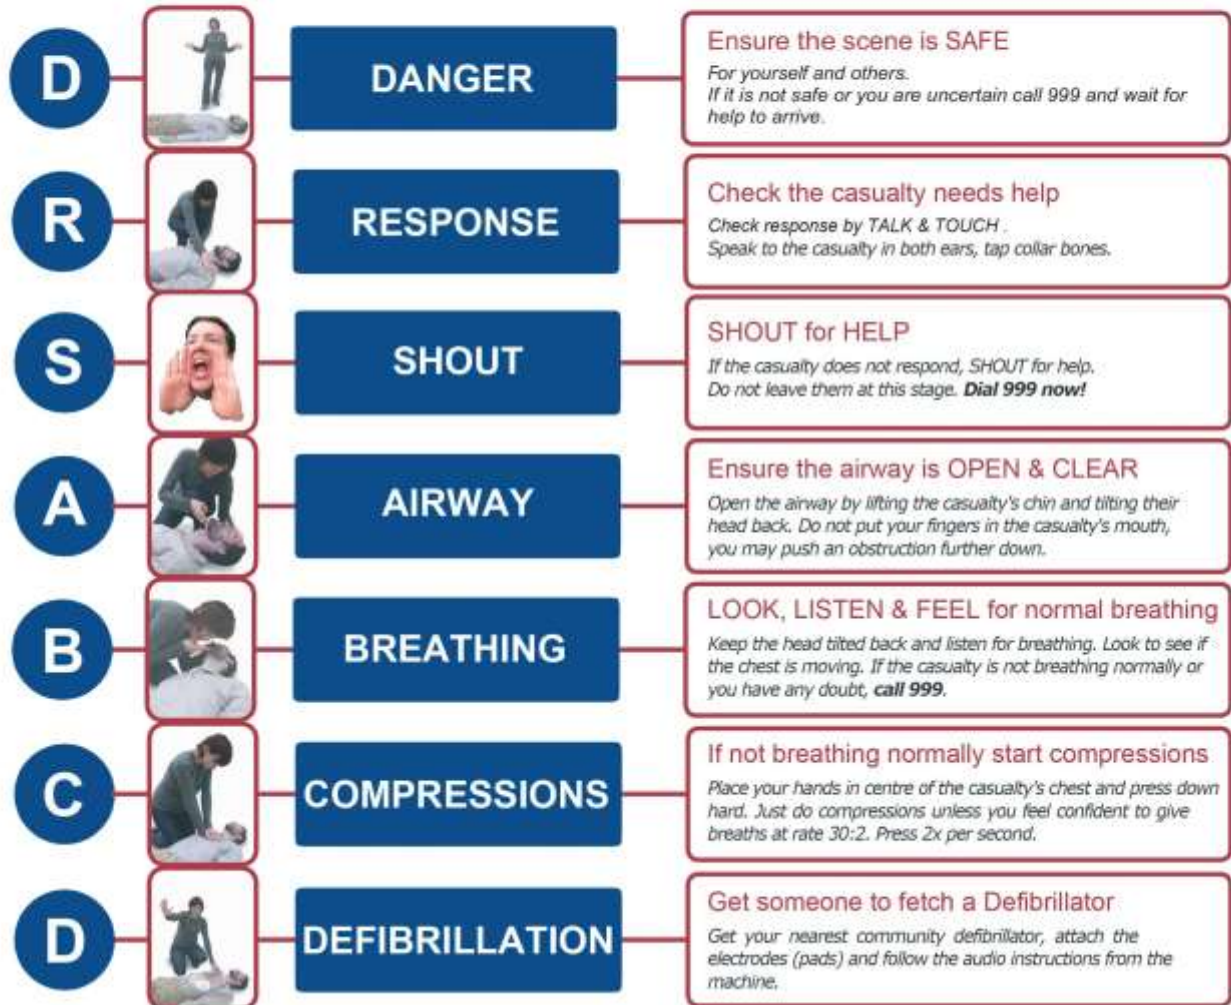 D
DANGER
Ensure the scene is SAFE
For yourself and others.
If it is not safe or you are uncertain call 999 and wait for
help to arrive.
R
RESPONSE
Check the casualty needs help
Check response by TALK & TOUCH .
Speak to the casualty in both ears, tap collar bones.
S
SHOUT
SHOUT for HELP
If the casualty does not respond, SHOUT for help.
Do not leave them at this stage. Dial 999 now!
A
AIRWAY
Ensure the airway is OPEN & CLEAR
Open the airway by lifting the casualty's chin and tilting their
head back. Do not put your fingers in the casualty's mouth,
you may push an obstruction further down.
B
BREATHING
LOOK, LISTEN & FEEL for normal breathing
Keep the head tilted back and listen for breathing. Look to see if
the chest is moving. If the casualty is not breathing normally or
you have any doubt, call 999.
C
COMPRESSIONS
If not breathing normally start compressions
Place your hands in centre of the casualty's chest and press down
hard. Just do compressions unless you feel confident to give
breaths at rate 30:2. Press 2x per second.
D
DEFIBRILLATION
Get someone to fetch a Defibrillator
Get your nearest community defibrillator, attach the
electrodes (pads) and follow the audio instructions from the
machine.